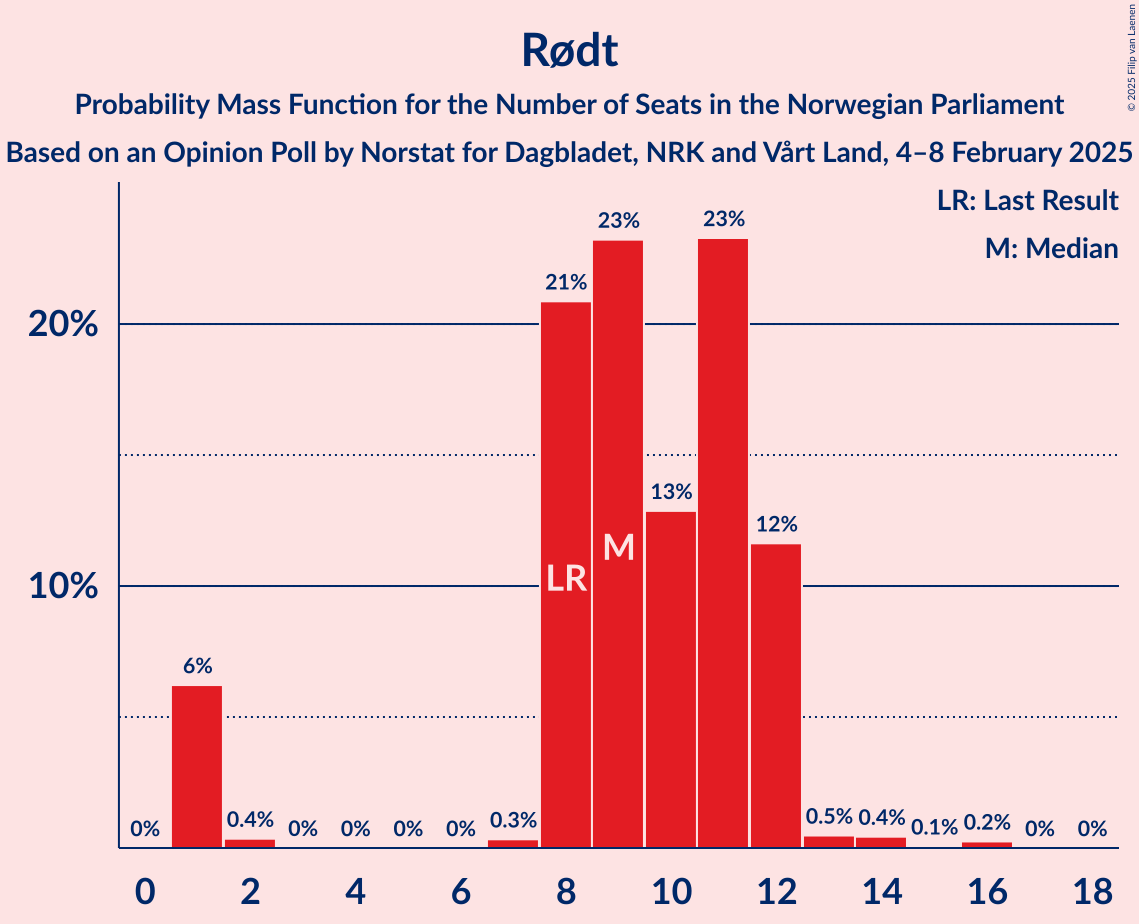 Rødt
Probability Mass Function for the Number of Seats in the Norwegian Parliament
Based on an Opinion Poll by Norstat for Dagbladet, NRK and Vårt Land, 4–8 February 2025
© 2025 Filip van Laenen
LR: Last Result
M: Median
20%
10%
0%
6%
0.4%
0%
0%
0%
0%
0.3%
21%
23%
13%
23%
12%
0.5%
0.4%
0.1%
0.2%
0%
0%
LR
M
0 2 4 6 8 10 12 14 16 18